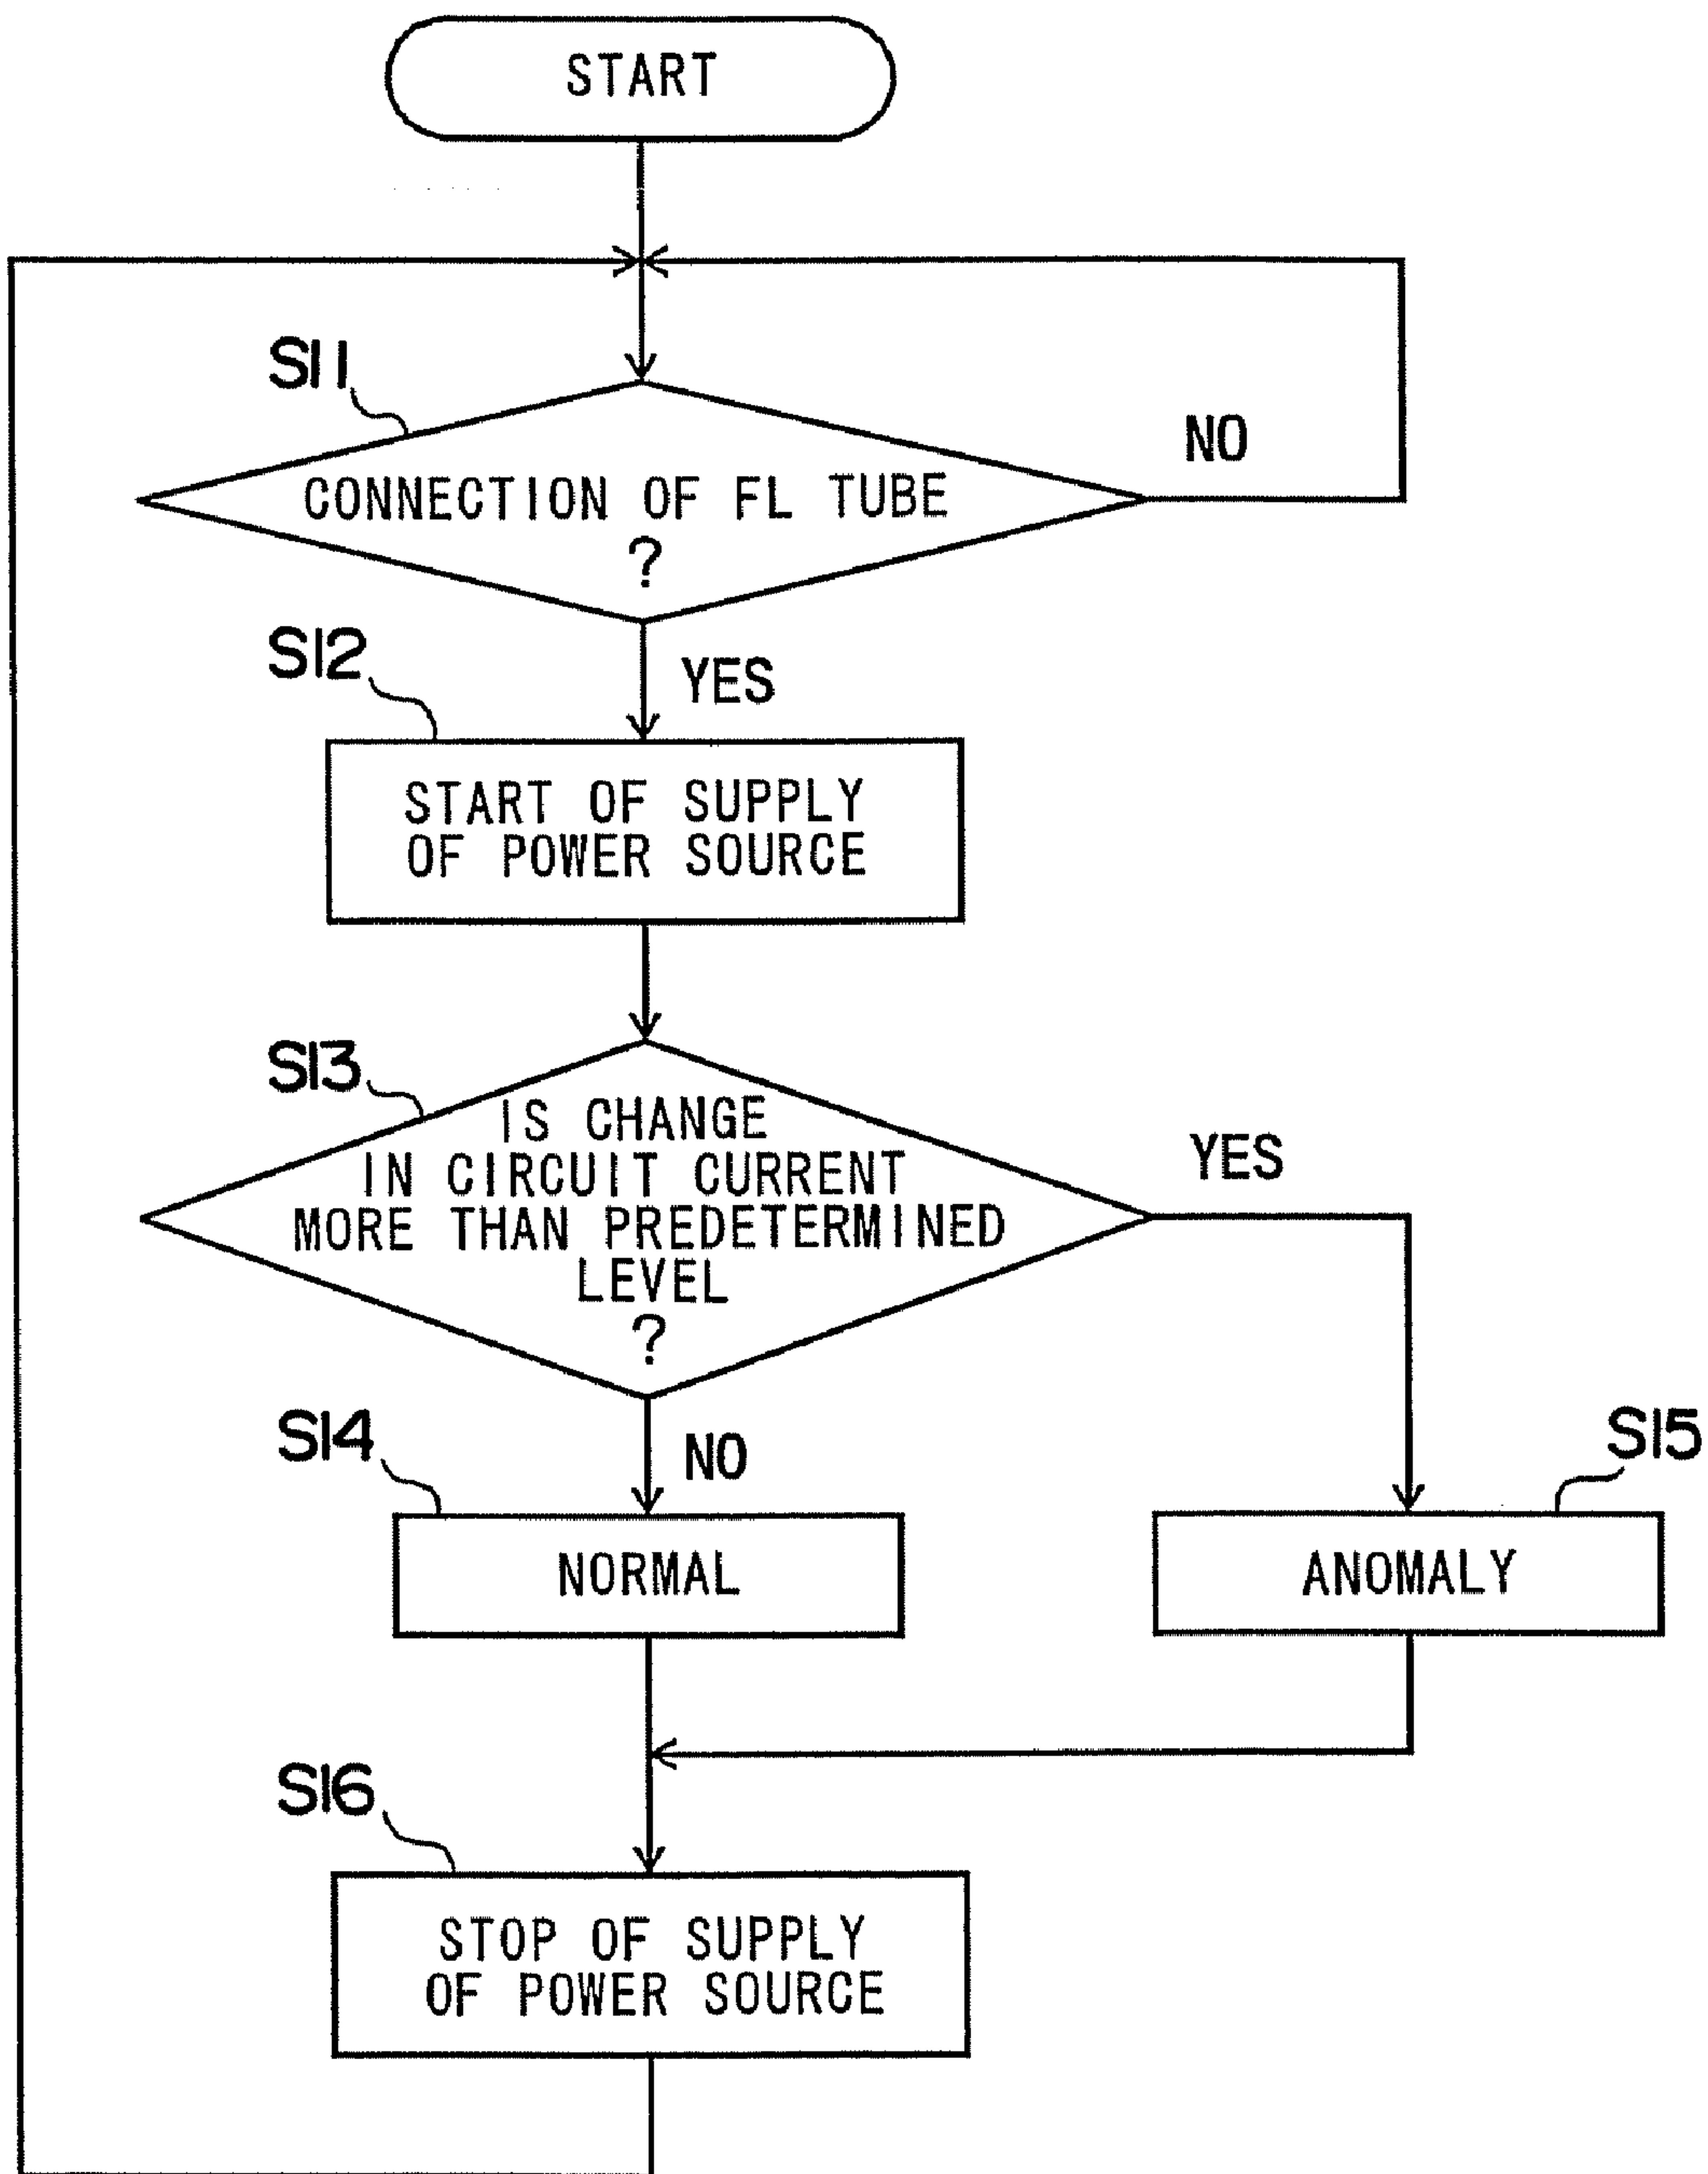 START
S11
NO
CONNECTION OF FL TUBE
?
S12
YES
START OF SUPPLY
OF POWER SOURCE
S13
IS CHANGE
IN CIRCUIT CURRENT
MORE THAN PREDETERMINED
LEVEL
?
YES
S14
NO
S15
NORMAL
ANOMALY
S16
STOP OF SUPPLY
OF POWER SOURCE